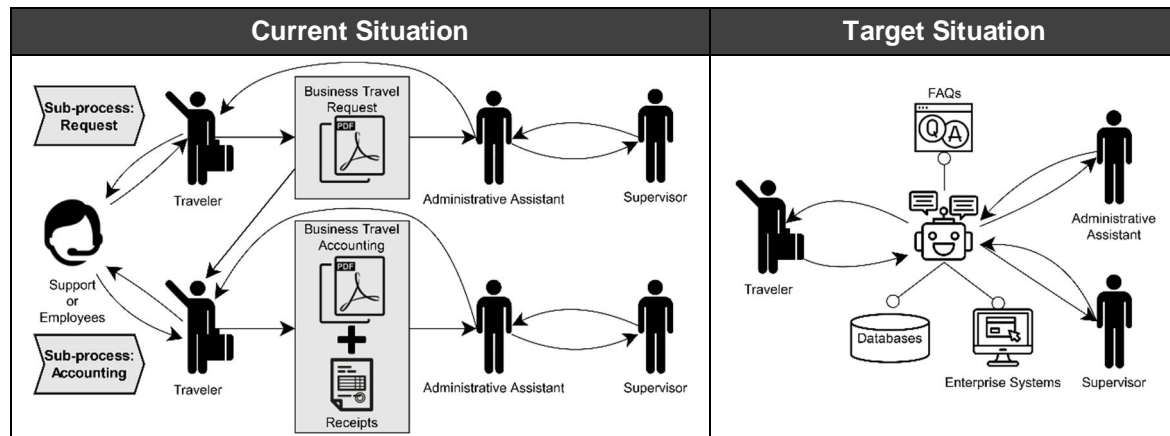 Current Situation
Target Situation
Sub-process:
Request
Traveler
Business Travel
Request
PDF
Administrative Assistant
Supervisor
Support
or
Employees
Sub-process:
Accounting
Traveler
Business Travel
Accounting
PDF
Receipts
Administrative Assistant
Supervisor
FAQs
Q A
Traveler
Administrative
Assistant
Databases
Enterprise Systems
Supervisor